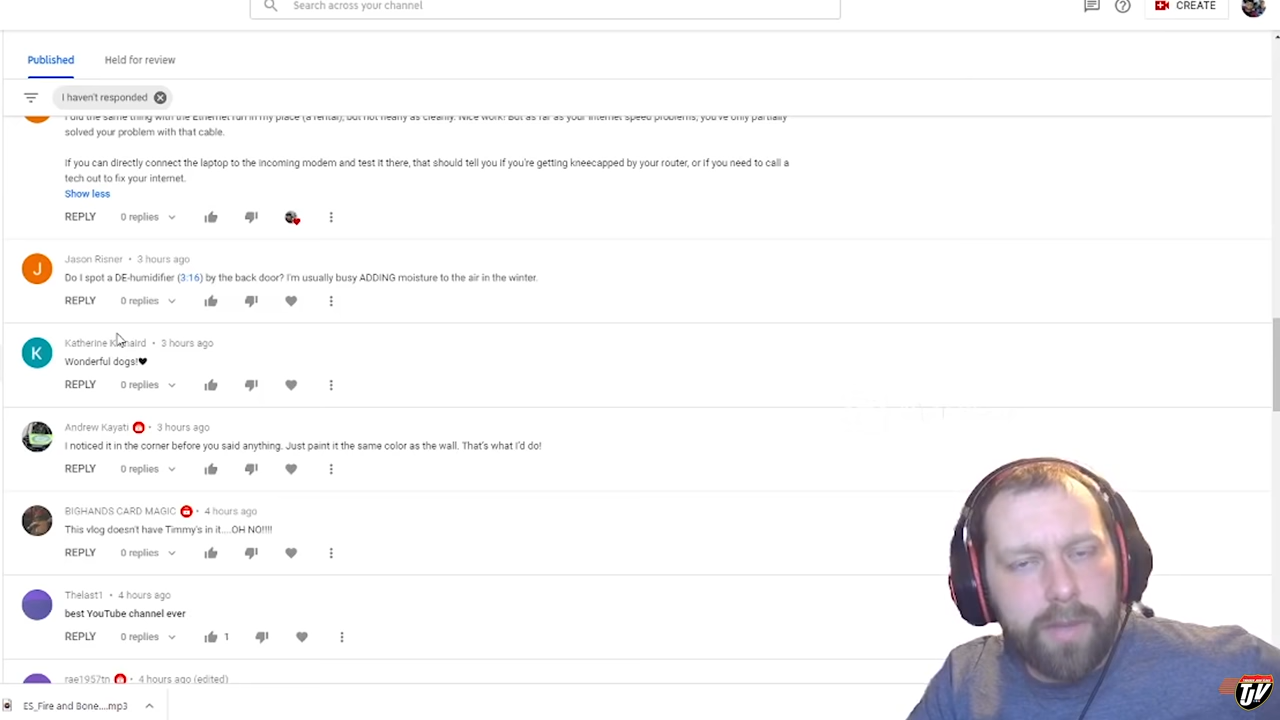 Search across your channel
CREATE
Published
Held for review
I haven't responded
I did the same thing with the Ethernet run in my place (a rental), but not nearly as cleanly. Nice work! But as far as your internet speed problems, you've only partially
solved your problem with that cable.
If you can directly connect the laptop to the incoming modem and test it there, that should tell you if you're getting kneecapped by your router, or if you need to call a
tech out to fix your internet.
Show less
REPLY 0 replies
Jason Risner • 3 hours ago
Do I spot a DE-humidifier (3:16) by the back door? I'm usually busy ADDING moisture to the air in the winter.
REPLY 0 replies
Katherine • 3 hours ago
Wonderful dogs!♥
REPLY 0 replies
Andrew Kayati • 3 hours ago
I noticed it in the corner before you said anything. Just paint it the same color as the wall. That's what I'd do!
REPLY 0 replies
BIGHANDS CARD MAGIC • 4 hours ago
This vlog doesn't have Timmy's in it....OH NO!!!!
REPLY 0 replies
Thelast1 • 4 hours ago
best YouTube channel ever
REPLY 0 replies 1
rae1957tn • 4 hours ago (edited)
ES_Fire and Bone....mp3
TJV